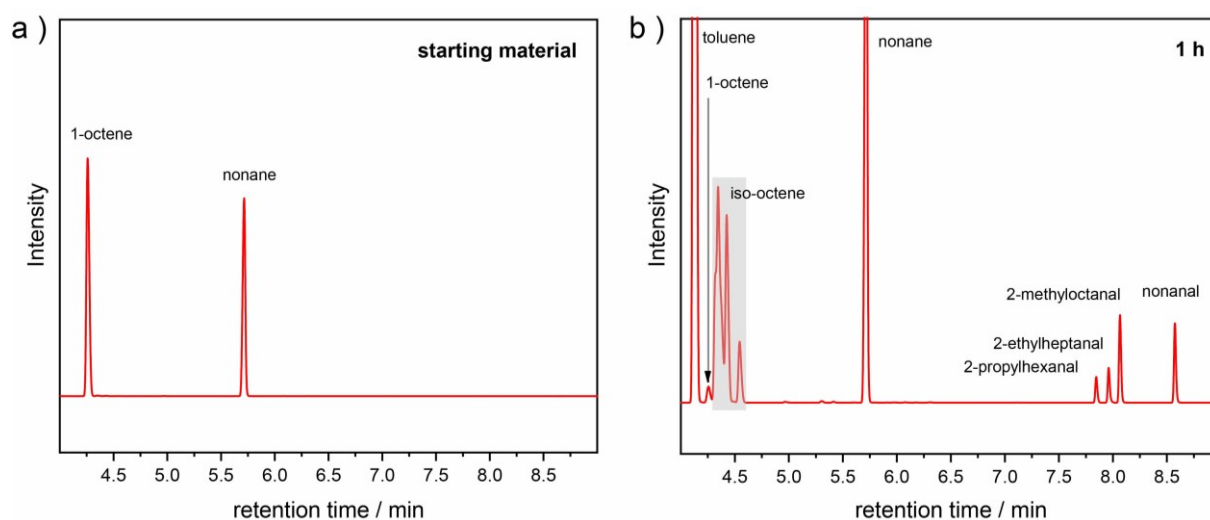 a )
starting material
1-octene
nonane
Intensity
4.5 5.0 5.5 6.0 6.5 7.0 7.5 8.0 8.5
retention time / min
b )
toluene
nonane
1 h
1-octene
iso-octene
2-methyloctanal
nonanal
2-ethylheptanal
2-propylhexanal
Intensity
4.5 5.0 5.5 6.0 6.5 7.0 7.5 8.0 8.5
retention time / min